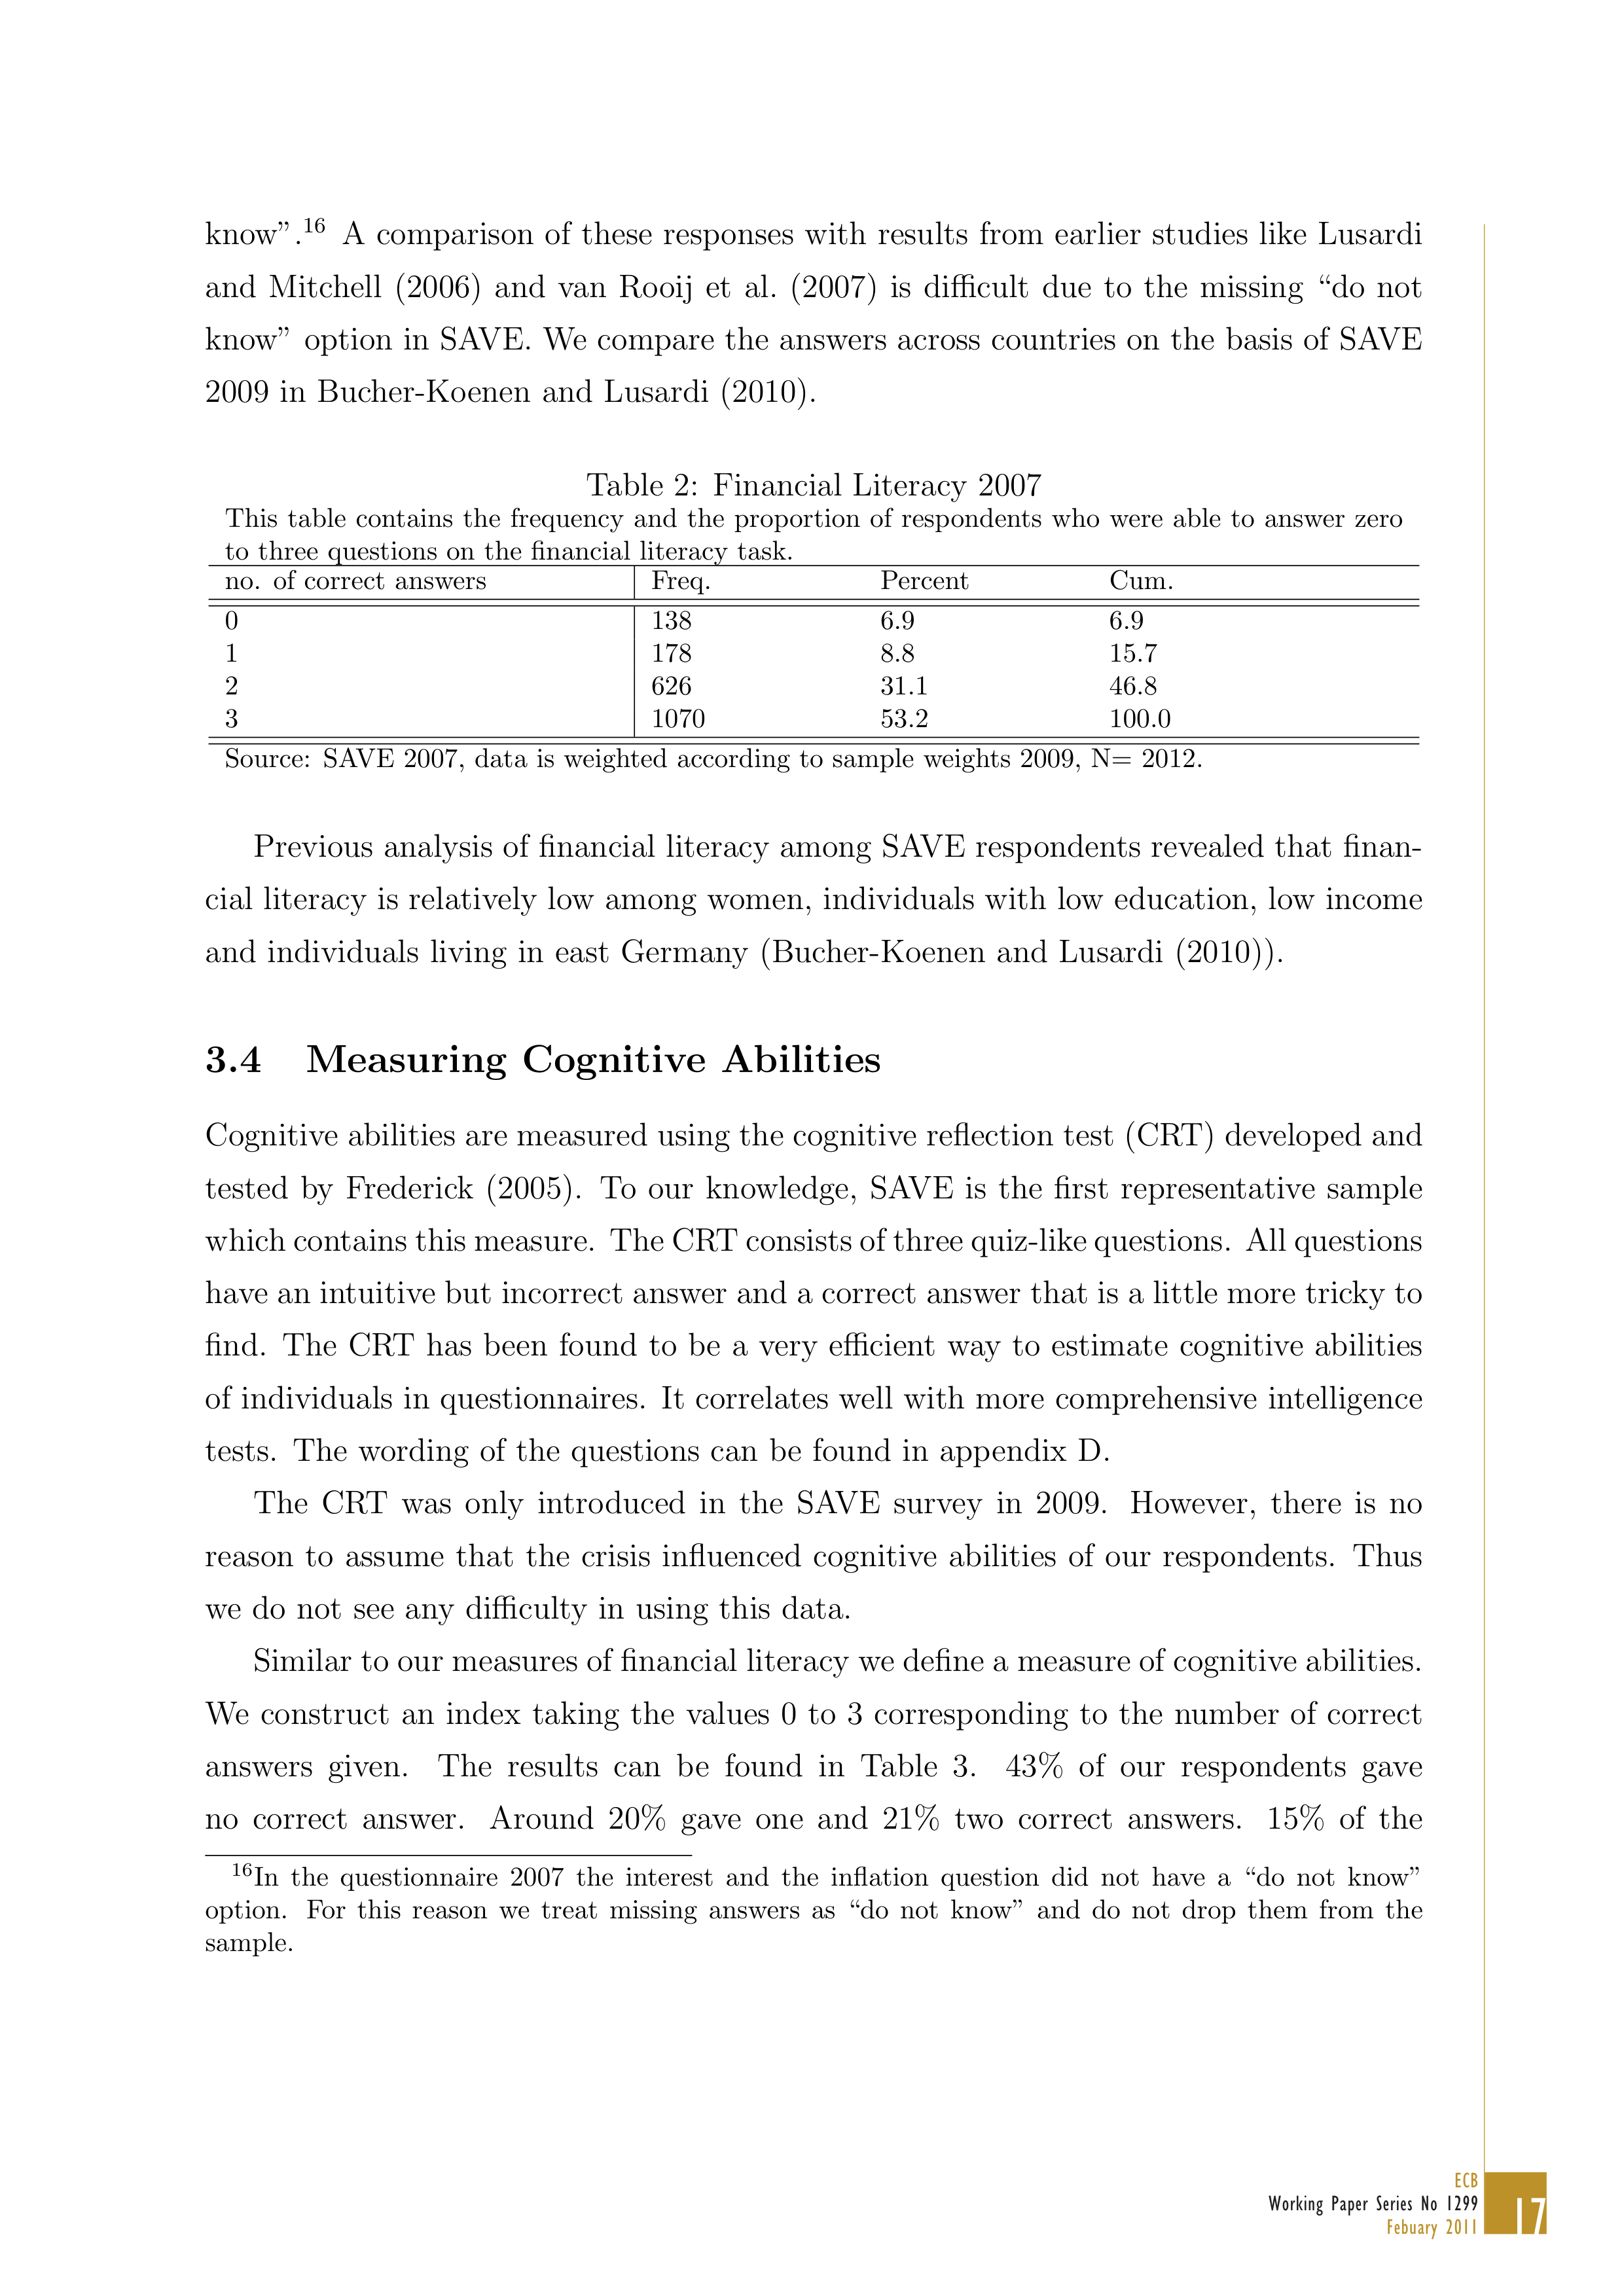 know”.16 A comparison of these responses with results from earlier studies like Lusardi
and Mitchell (2006) and van Rooij et al. (2007) is difficult due to the missing “do not
know” option in SAVE. We compare the answers across countries on the basis of SAVE
2009 in Bucher-Koenen and Lusardi (2010).
Table 2: Financial Literacy 2007
This table contains the frequency and the proportion of respondents who were able to answer zero
to three questions on the financial literacy task.
no. of correct answers Freq. Percent Cum.
0 138 6.9 6.9
1 178 8.8 15.7
2 626 31.1 46.8
3 1070 53.2 100.0
Source: SAVE 2007, data is weighted according to sample weights 2009, N= 2012.
Previous analysis of financial literacy among SAVE respondents revealed that finan-
cial literacy is relatively low among women, individuals with low education, low income
and individuals living in east Germany (Bucher-Koenen and Lusardi (2010)).
3.4 Measuring Cognitive Abilities
Cognitive abilities are measured using the cognitive reflection test (CRT) developed and
tested by Frederick (2005). To our knowledge, SAVE is the first representative sample
which contains this measure. The CRT consists of three quiz-like questions. All questions
have an intuitive but incorrect answer and a correct answer that is a little more tricky to
find. The CRT has been found to be a very efficient way to estimate cognitive abilities
of individuals in questionnaires. It correlates well with more comprehensive intelligence
tests. The wording of the questions can be found in appendix D.
The CRT was only introduced in the SAVE survey in 2009. However, there is no
reason to assume that the crisis influenced cognitive abilities of our respondents. Thus
we do not see any difficulty in using this data.
Similar to our measures of financial literacy we define a measure of cognitive abilities.
We construct an index taking the values 0 to 3 corresponding to the number of correct
answers given. The results can be found in Table 3. 43% of our respondents gave
no correct answer. Around 20% gave one and 21% two correct answers. 15% of the
16In the questionnaire 2007 the interest and the inflation question did not have a “do not know”
option. For this reason we treat missing answers as “do not know” and do not drop them from the
sample.
ECB
Working Paper Series No 1299
Febuary 2011
17